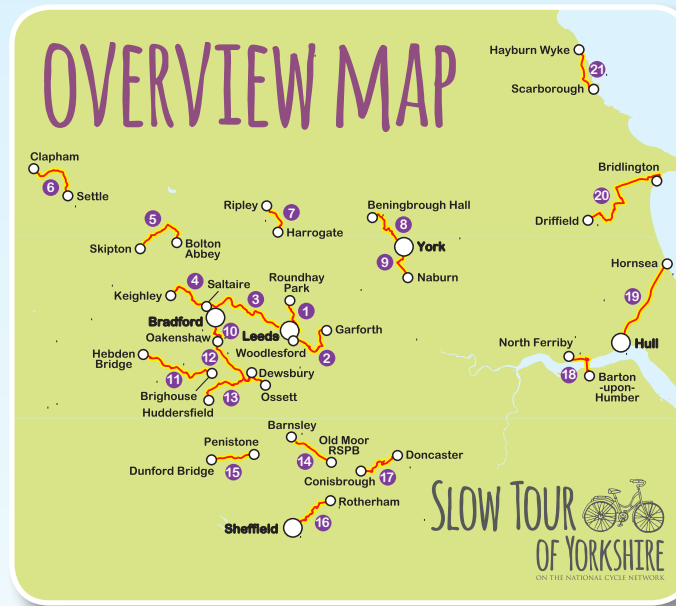 OVERVIEW MAP
Hayburn Wyke
21
Scarborough
Clapham
6
Settle
Bridlington
20
Driffield
Ripley
7
Harrogate
5
Skipton
Bolton
Abbey
Beningbrough Hall
8
York
9
Naburn
Hornsea
19
Hull
Keighley
4
Saltaire
3
Roundhay
Park
1
Bradford
10
Leeds
Garforth
Oakenshaw
Woodlesford
2
Hebden
Bridge
12
11
Dewsbury
Brighouse
13
Ossett
Huddersfield
North Ferriby
18
Barton
-upon-
Humber
Barnsley
Old Moor
RSPB
14
Penistone
Dunford Bridge
15
Doncaster
Conisbrough
17
Rotherham
Sheffield
16
SLOW TOUR
OF YORKSHIRE
ON THE NATIONAL CYCLE NETWORK